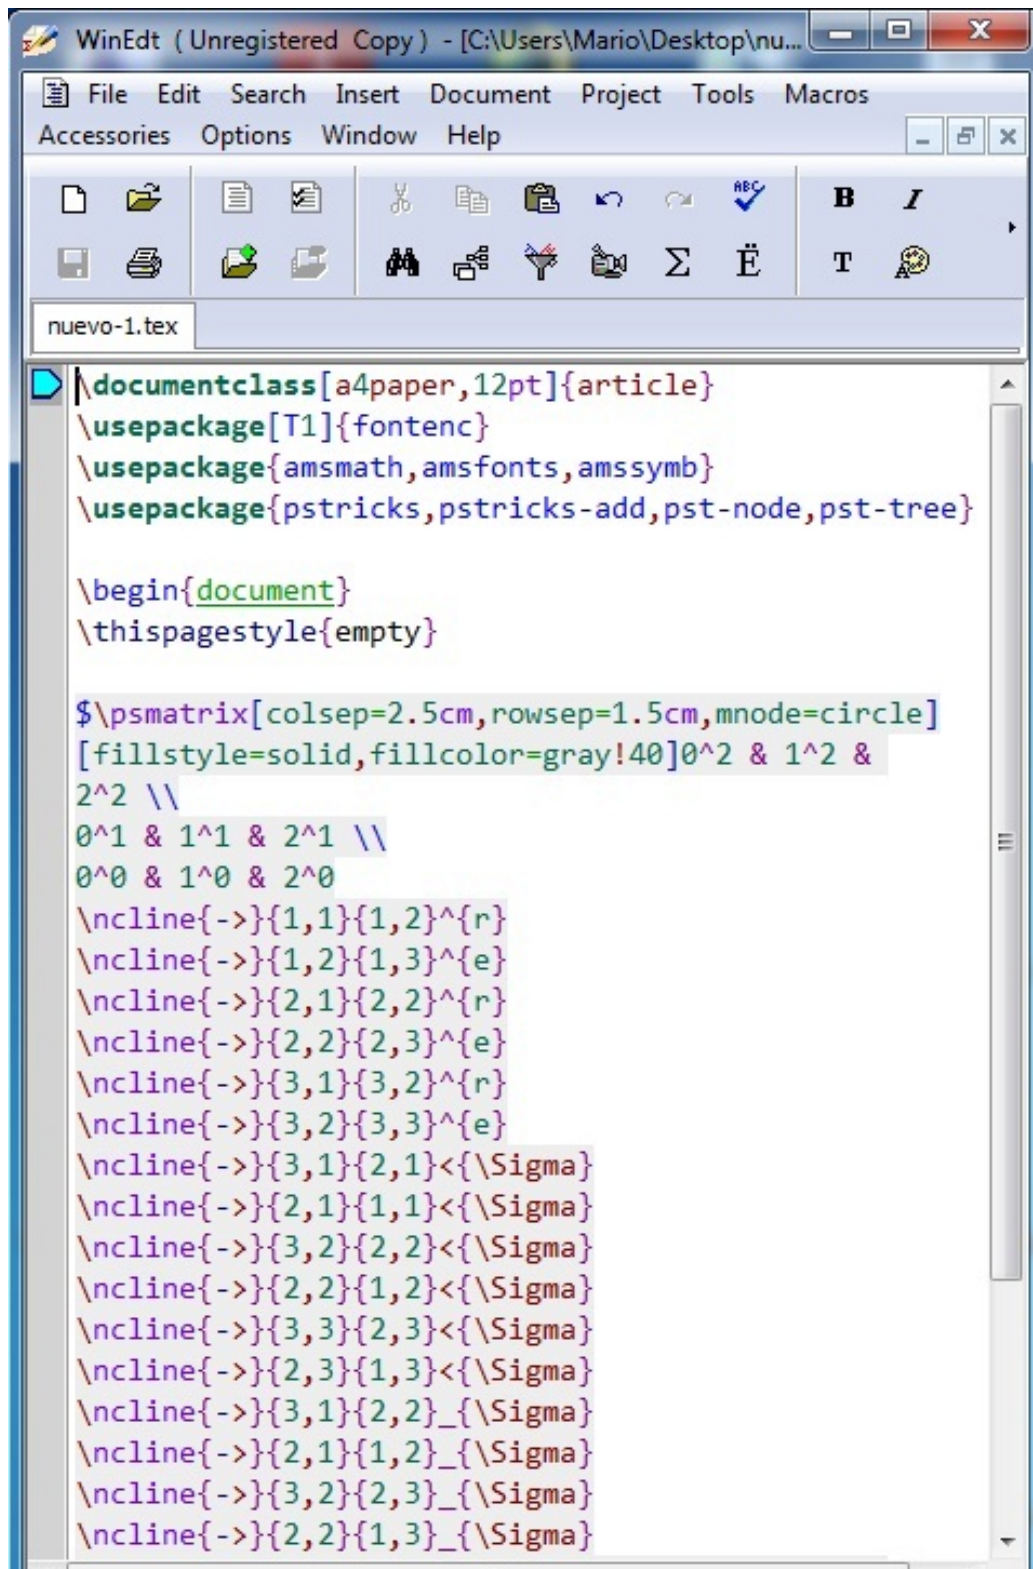 WinEdt ( Unregistered Copy ) - [C:\Users\Mario\Desktop\nu...
File Edit Search Insert Document Project Tools Macros
Accessories Options Window Help
ABC B I
Σ Ë T A
nuevo-1.tex
\documentclass[a4paper,12pt]{article}
\usepackage[T1]{fontenc}
\usepackage{amsmath,amsfonts,amssymb}
\usepackage{pstricks,pstricks-add,pst-node,pst-tree}
\begin{document}
\thispagestyle{empty}
$\psmatrix[colsep=2.5cm,rowsep=1.5cm,mnode=circle]
[fillstyle=solid,fillcolor=gray!40]0^2 & 1^2 &
2^2 \\
0^1 & 1^1 & 2^1 \\
0^0 & 1^0 & 2^0
\ncline{->}{1,1}{1,2}^{r}
\ncline{->}{1,2}{1,3}^{e}
\ncline{->}{2,1}{2,2}^{r}
\ncline{->}{2,2}{2,3}^{e}
\ncline{->}{3,1}{3,2}^{r}
\ncline{->}{3,2}{3,3}^{e}
\ncline{->}{3,1}{2,1}<{\Sigma}
\ncline{->}{2,1}{1,1}<{\Sigma}
\ncline{->}{3,2}{2,2}<{\Sigma}
\ncline{->}{2,2}{1,2}<{\Sigma}
\ncline{->}{3,3}{2,3}<{\Sigma}
\ncline{->}{2,3}{1,3}<{\Sigma}
\ncline{->}{3,1}{2,2}_{\Sigma}
\ncline{->}{2,1}{1,2}_{\Sigma}
\ncline{->}{3,2}{2,3}_{\Sigma}
\ncline{->}{2,2}{1,3}_{\Sigma}